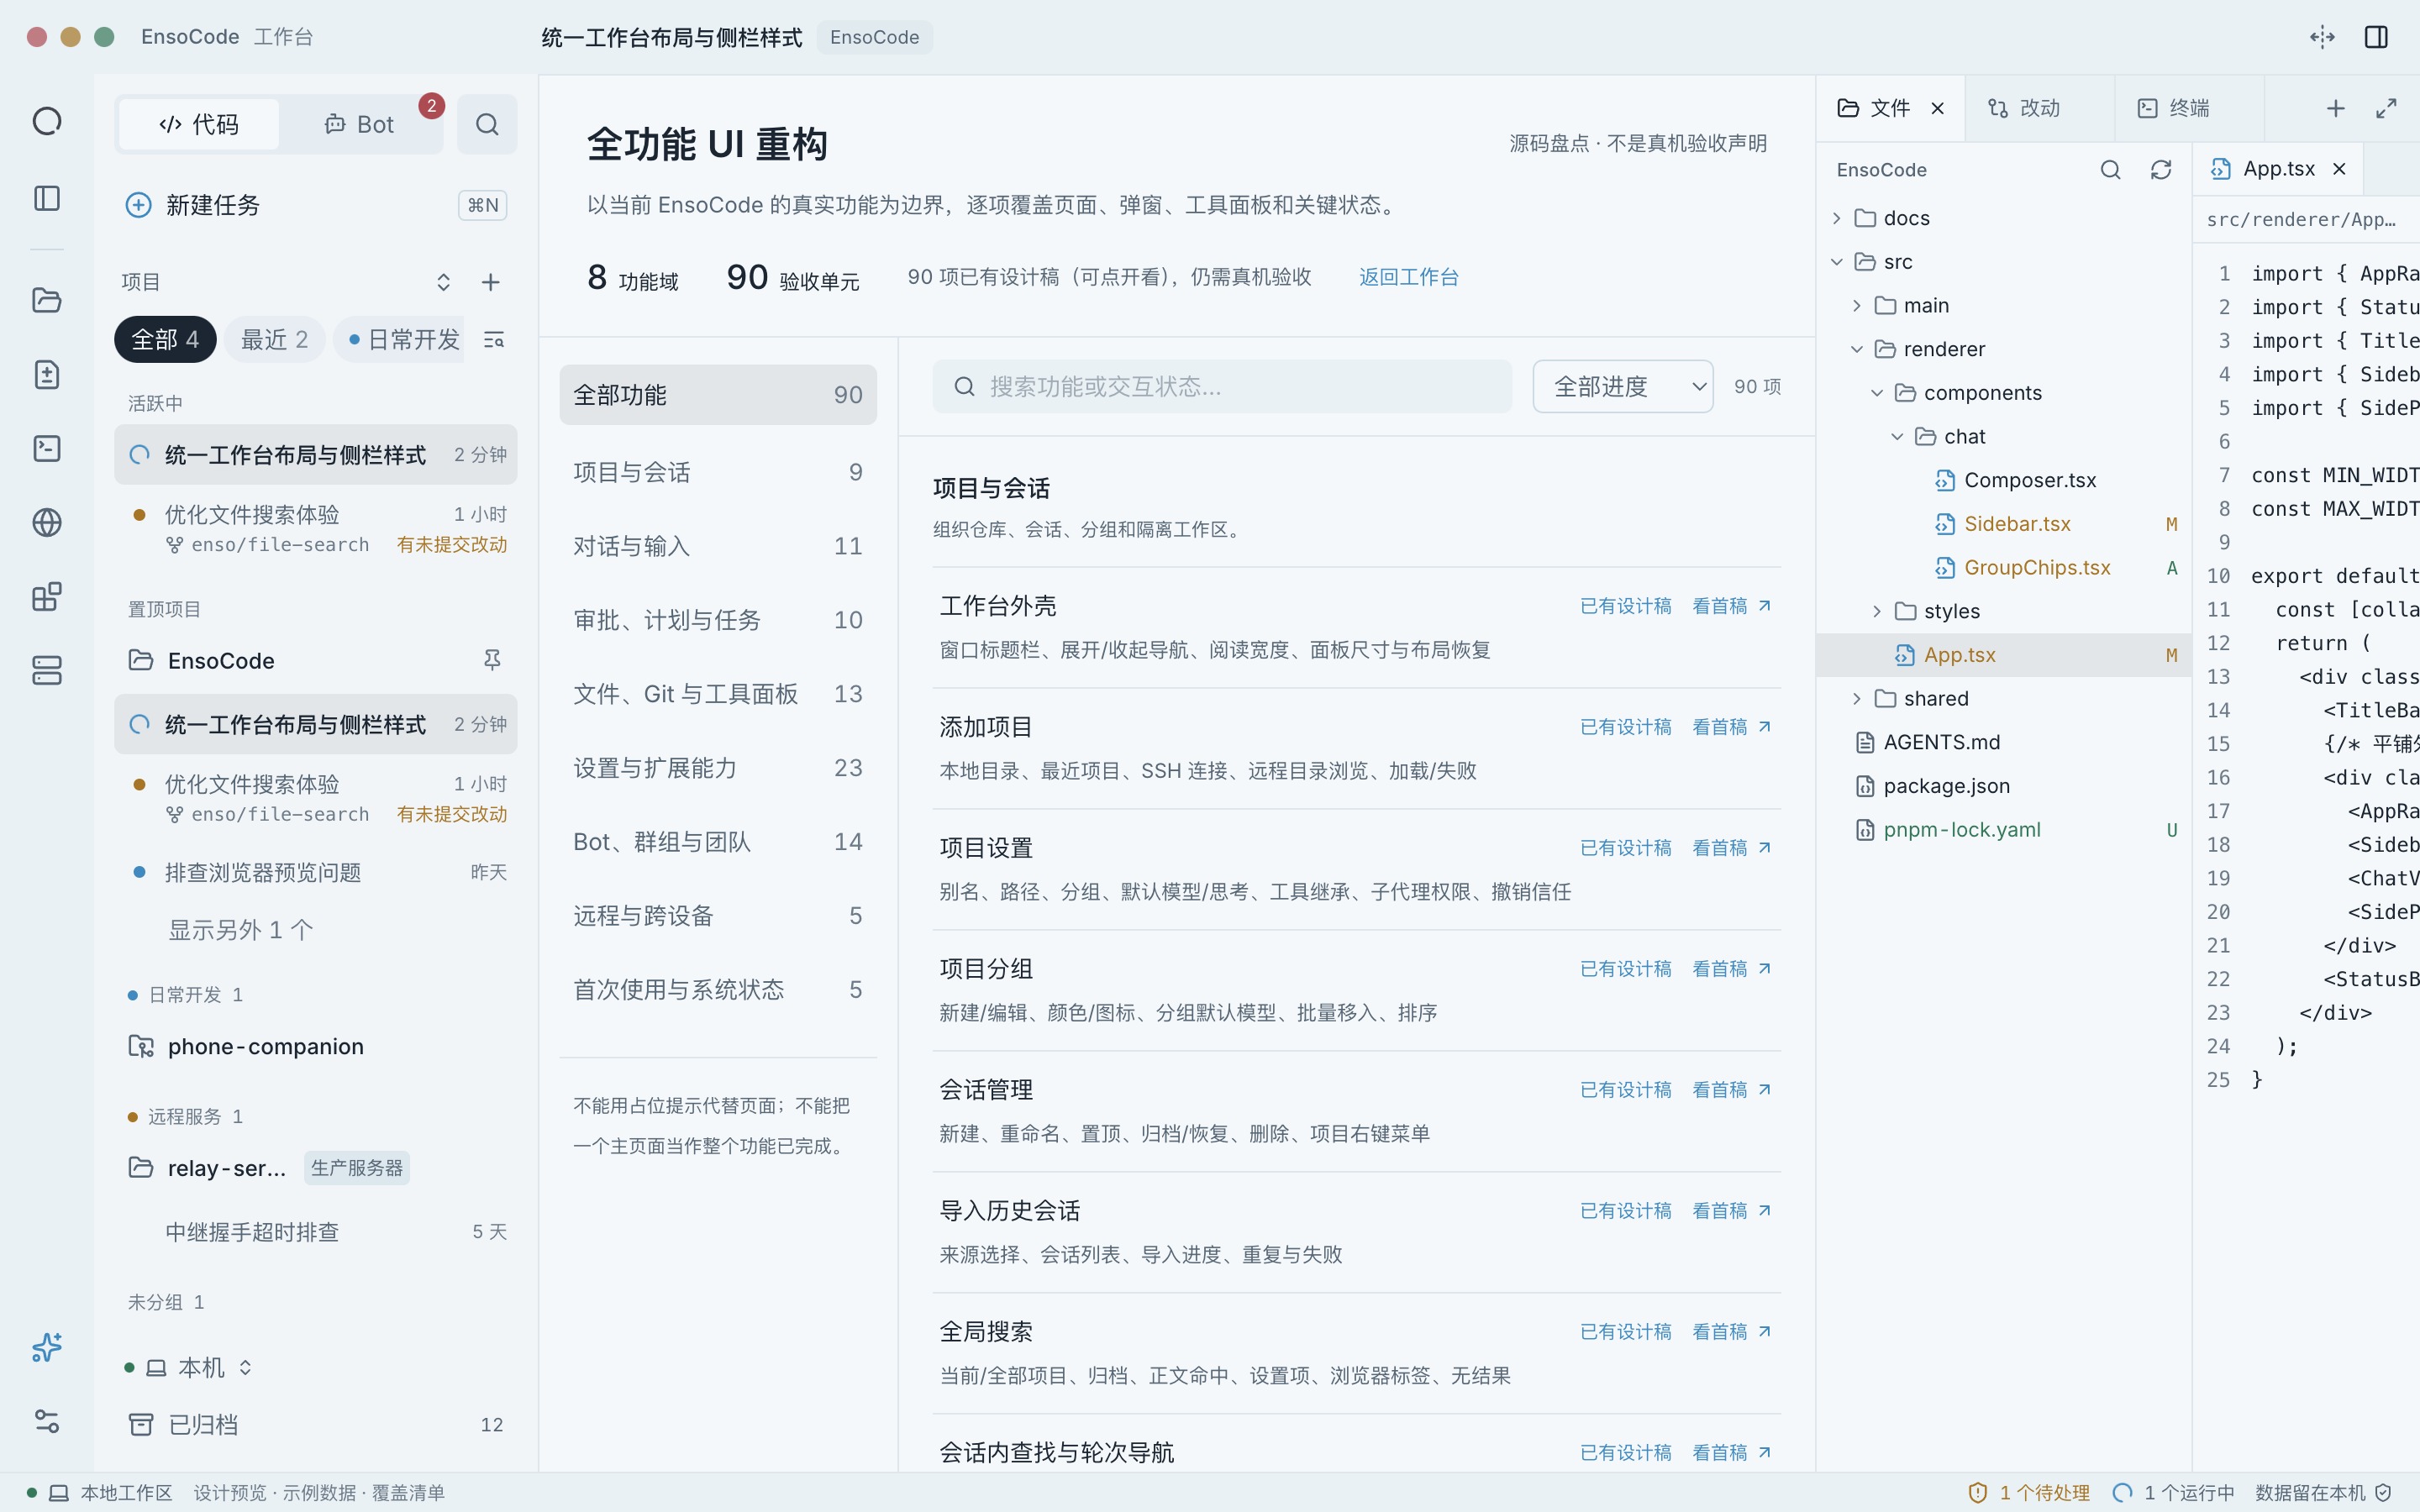 EnsoCode 工作台
统一工作台布局与侧栏样式 EnsoCode
代码
Bot
2
新建任务 ⌘N
项目
全部 4
最近 2
日常开发
活跃中
统一工作台布局与侧栏样式 2 分钟
优化文件搜索体验 1 小时
enso/file-search 有未提交改动
置顶项目
EnsoCode
统一工作台布局与侧栏样式 2 分钟
优化文件搜索体验 1 小时
enso/file-search 有未提交改动
排查浏览器预览问题 昨天
显示另外 1 个
日常开发 1
phone-companion
远程服务 1
relay-ser... 生产服务器
中继握手超时排查 5 天
未分组 1
本机
已归档 12
全功能 UI 重构
源码盘点 · 不是真机验收声明
以当前 EnsoCode 的真实功能为边界，逐项覆盖页面、弹窗、工具面板和关键状态。
8 功能域 90 验收单元 90 项已有设计稿（可点开看），仍需真机验收 返回工作台
全部功能 90
项目与会话 9
对话与输入 11
审批、计划与任务 10
文件、Git 与工具面板 13
设置与扩展能力 23
Bot、群组与团队 14
远程与跨设备 5
首次使用与系统状态 5
不能用占位提示代替页面；不能把
一个主页面当作整个功能已完成。
搜索功能或交互状态... 全部进度 90 项
项目与会话
组织仓库、会话、分组和隔离工作区。
工作台外壳 已有设计稿 看首稿
窗口标题栏、展开/收起导航、阅读宽度、面板尺寸与布局恢复
添加项目 已有设计稿 看首稿
本地目录、最近项目、SSH 连接、远程目录浏览、加载/失败
项目设置 已有设计稿 看首稿
别名、路径、分组、默认模型/思考、工具继承、子代理权限、撤销信任
项目分组 已有设计稿 看首稿
新建/编辑、颜色/图标、分组默认模型、批量移入、排序
会话管理 已有设计稿 看首稿
新建、重命名、置顶、归档/恢复、删除、项目右键菜单
导入历史会话 已有设计稿 看首稿
来源选择、会话列表、导入进度、重复与失败
全局搜索 已有设计稿 看首稿
当前/全部项目、归档、正文命中、设置项、浏览器标签、无结果
会话内查找与轮次导航 已有设计稿 看首稿
文件
改动
终端
EnsoCode
docs
src
main
renderer
components
chat
Composer.tsx
Sidebar.tsx M
GroupChips.tsx A
styles
App.tsx M
shared
AGENTS.md
package.json
pnpm-lock.yaml U
App.tsx
src/renderer/App…
1 import { AppRa
2 import { Statu
3 import { Title
4 import { Sideb
5 import { SideP
6
7 const MIN_WIDT
8 const MAX_WIDT
9
10 export default
11 const [colla
12 return (
13 <div class
14 <TitleBa
15 {/* 平铺
16 <div cla
17 <AppRa
18 <Sideb
19 <ChatV
20 <SideP
21 </div>
22 <StatusB
23 </div>
24 );
25 }
本地工作区 设计预览 · 示例数据 · 覆盖清单
1 个待处理 1 个运行中 数据留在本机